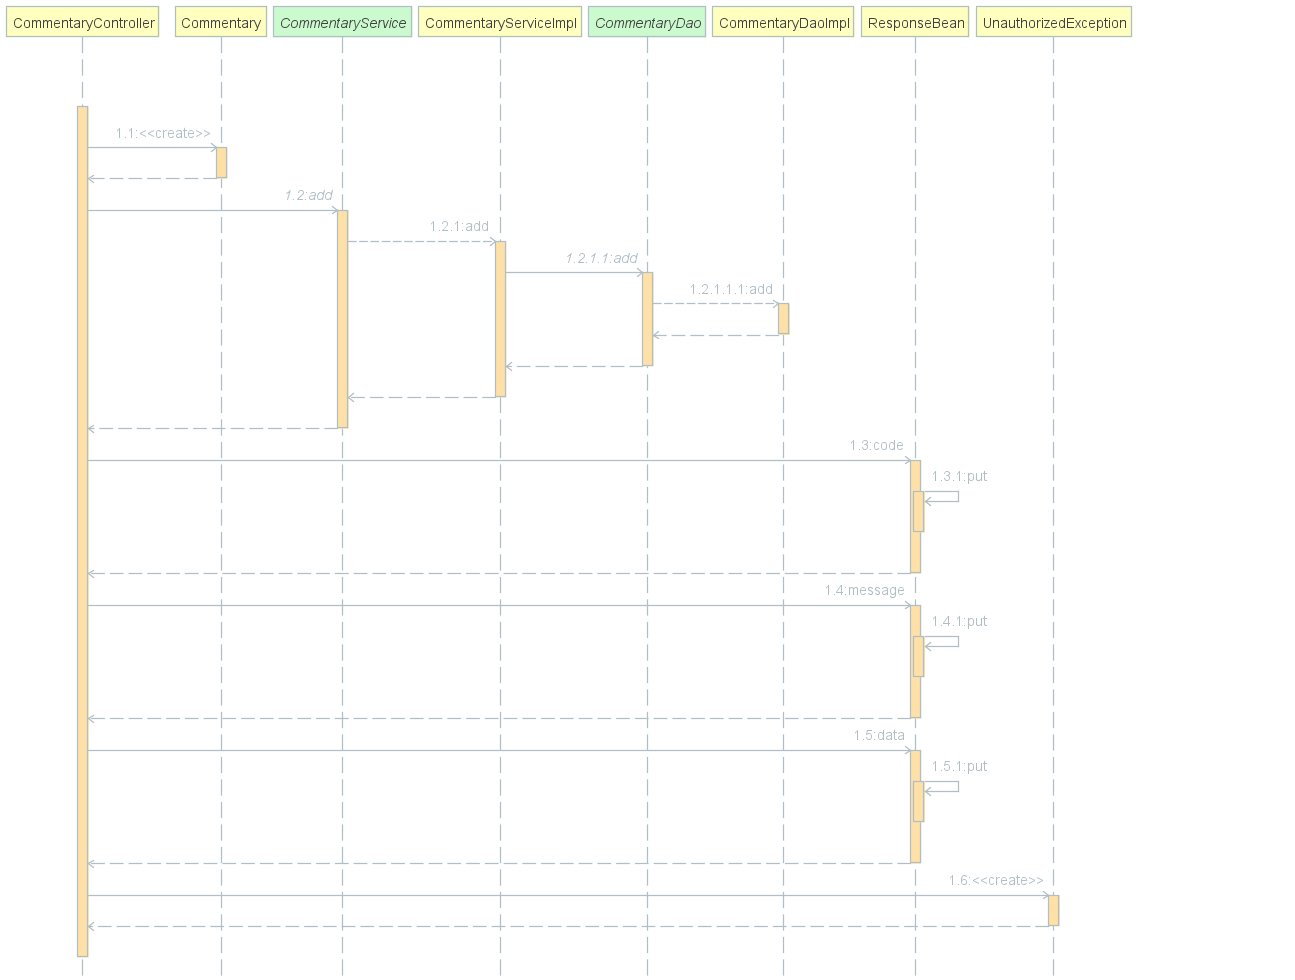 CommentaryController
Commentary
CommentaryService
CommentaryServiceImpl
CommentaryDao
CommentaryDaoImpl
ResponseBean
UnauthorizedException
1.1:<<create>>
1.2:add
1.2.1:add
1.2.1.1:add
1.2.1.1.1:add
1.3:code
1.3.1:put
1.4:message
1.4.1:put
1.5:data
1.5.1:put
1.6:<<create>>